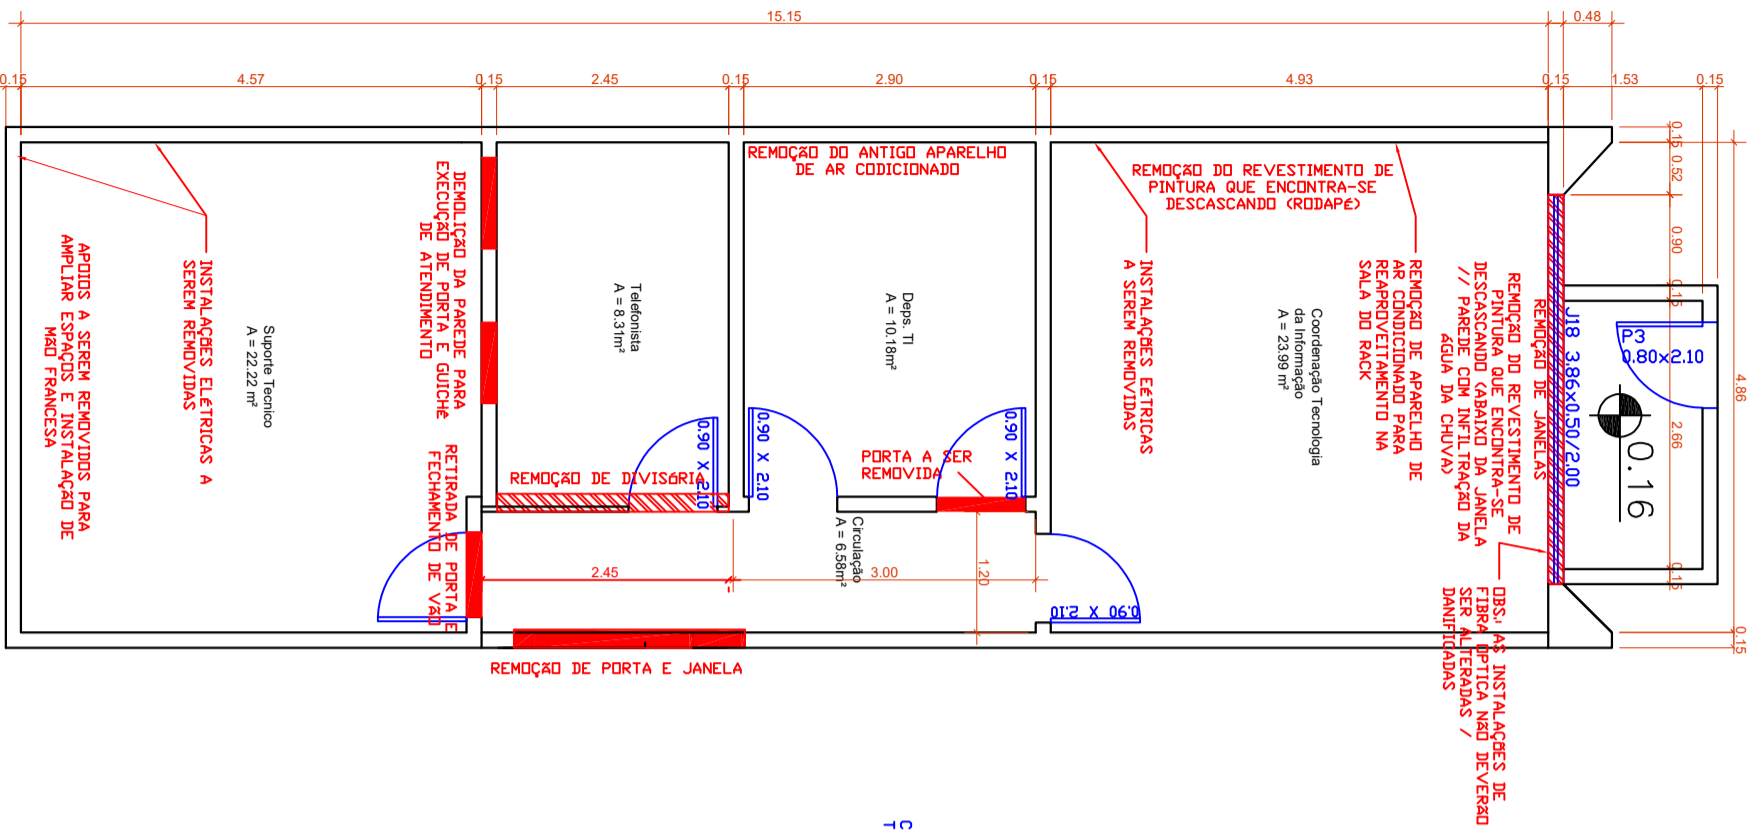 15.15
0.48
0.15
4.57
0.15
2.45
0.15
2.90
0.15
4.93
0.15
1.53
0.15
0.15
0.52
0.90
0.15
2.66
0.15
4.86
0.15
REMOÇÃO DO ANTIGO APARELHO
DE AR CODICIONADO
REMOÇÃO DO REVESTIMENTO DE
PINTURA QUE ENCONTRA-SE
DESCASCANDO (RODAPÉ)
DEMOLIÇÃO DA PAREDE PARA
EXECUÇÃO DE PORTA E GUICHÊ
DE ATENDIMENTO
INSTALAÇÕES ELÉTRICAS A
SEREM REMOVIDAS
APOIOS A SEREM REMOVIDOS PARA
AMPLIAR ESPAÇOS E INSTALAÇÃO DE
MÃO FRANCESA
Suporte Tecnico
A = 22.22 m²
Telefonista
A = 8.31m²
Deps. TI
A = 10.18m²
Coordenação Tecnologia
da Informação
A = 23.99 m²
INSTALAÇÕES EÉTRICAS
A SEREM REMOVIDAS
REMOÇÃO DE APARELHO DE
AR CONDICIONADO PARA
REAPROVEITAMENTO NA
SALA DO RACK
REMOÇÃO DE JANELAS
REMOÇÃO DO REVESTIMENTO DE
PINTURA QUE ENCONTRA-SE
DESCASCANDO (ABAIXO DA JANELA
// PAREDE COM INFILTRAÇÃO DA
ÁGUA DA CHUVA)
J18 3.86x0.50/2.00
P3
0.80x2.10
0.16
OBS. AS INSTALAÇÕES DE
FIBRA OPTICA NÃO DEVERÃO
SER ALTERADAS /
DANIFICADAS
RETIRADA DE PORTA E
FECHAMENTO DE VÃO
REMOÇÃO DE DIVISÓRIA
0.90 X 2.10
0.90 X 2.10
PORTA A SER
REMOVIDA
0.90 X 2.10
Circulação
A = 6.58m²
2.45
3.00
1.20
0.90 X 2.10
REMOÇÃO DE PORTA E JANELA
C
T